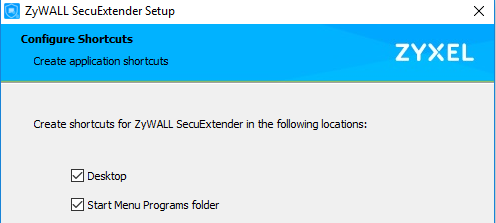 ZyWALL SecuExtender Setup
Configure Shortcuts
Create application shortcuts
ZYXEL
Create shortcuts for ZyWALL SecuExtender in the following locations:
Desktop
Start Menu Programs folder